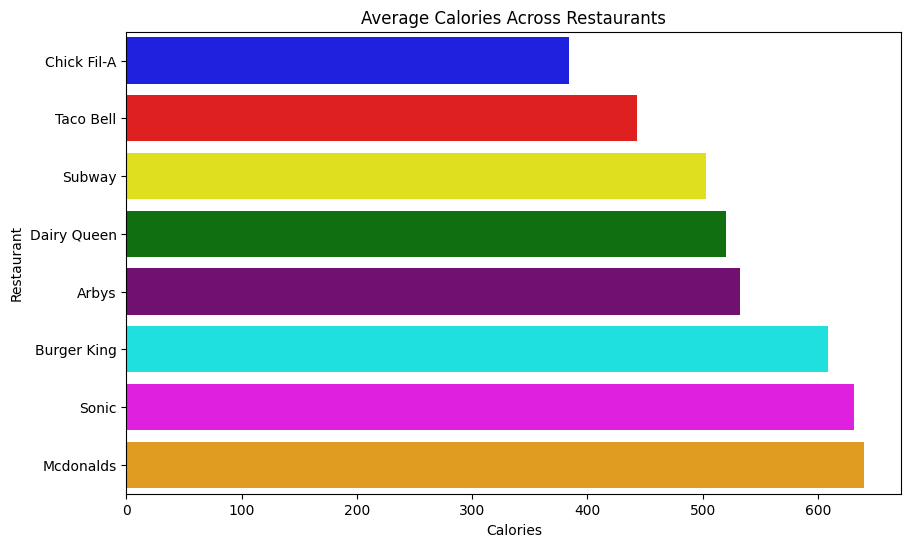 Average Calories Across Restaurants
Restaurant
Chick Fil-A
Taco Bell
Subway
Dairy Queen
Arbys
Burger King
Sonic
Mcdonalds
0 100 200 300 400 500 600
Calories